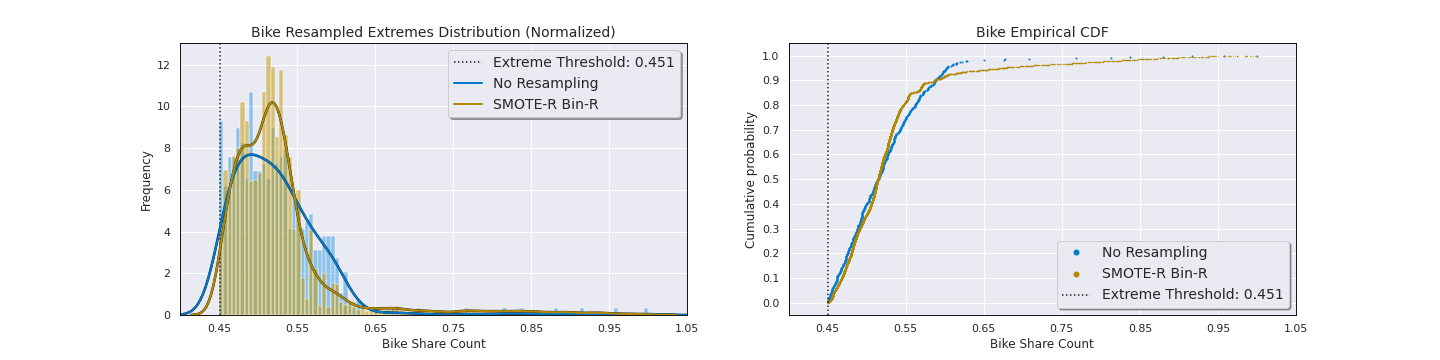 Bike Resampled Extremes Distribution (Normalized)
Extreme Threshold: 0.451
No Resampling
SMOTE-R Bin-R
12
10
8
6
4
2
0
Frequency
0.45
0.55
0.65
0.75
0.85
0.95
1.05
Bike Share Count
Bike Empirical CDF
1.0
0.9
0.8
0.7
0.6
0.5
0.4
0.3
0.2
0.1
0.0
Cumulative probability
No Resampling
SMOTE-R Bin-R
Extreme Threshold: 0.451
0.45
0.55
0.65
0.75
0.85
0.95
1.05
Bike Share Count